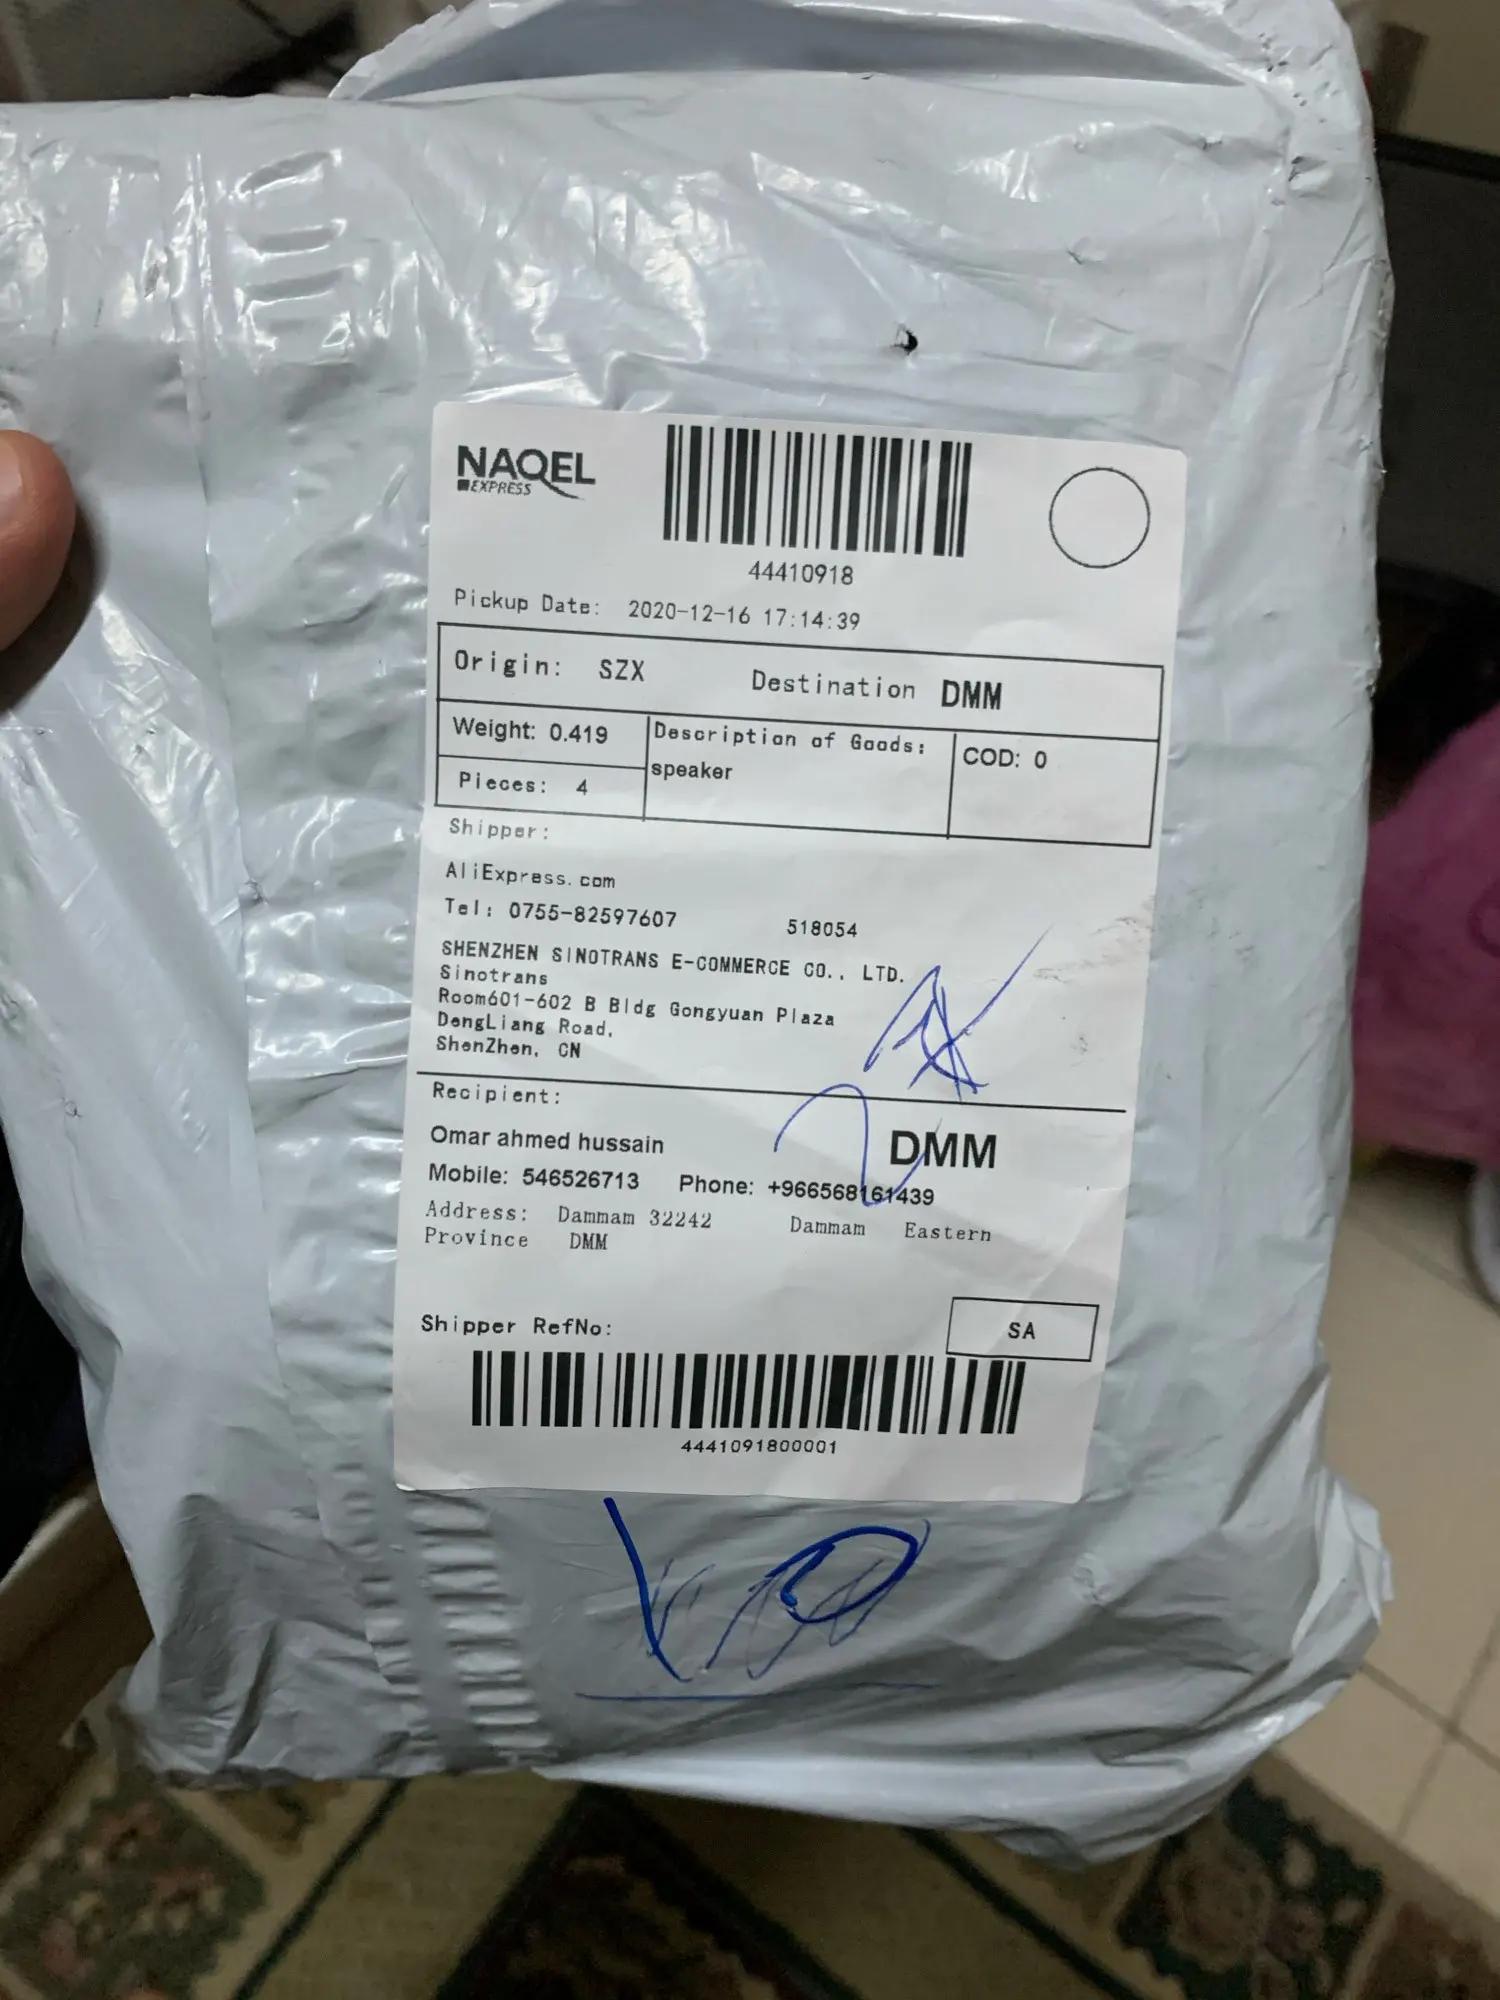 NAQEL
EXPRESS
44410918
Pickup Date: 2020-12-16 17:14:39
Origin: SZX Destination DMM
Weight: 0.419 Description of Goods: COD: 0
speaker
Pieces: 4
Shipper:
AliExpress.com
Tel: 0755-82597607 518054
SHENZHEN SINOTRANS E-COMMERCE CO., LTD.
Sinotrans
Room601-602 B Bldg Gongyuan Plaza
DengLiang Road,
ShenZhen, CN
Recipient:
DMM
Omar ahmed hussain
Mobile: 546526713 Phone: +966568161439
Address: Dammam 32242 Dammam Eastern
Province DMM
Shipper RefNo:
SA
4441091800001